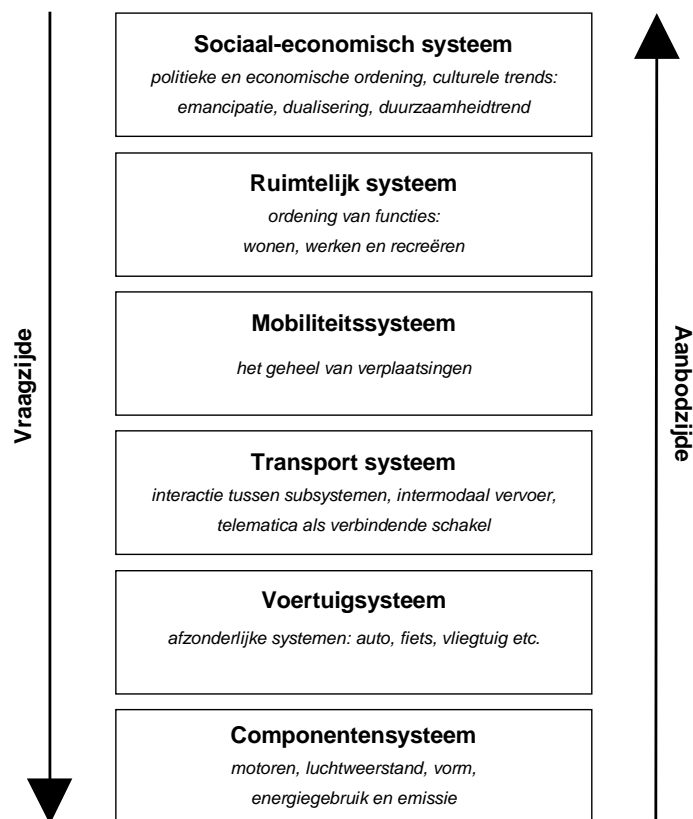 Sociaal-economisch systeem
politieke en economische ordening, culturele trends:
emancipatie, dualisering, duurzaamheidtrend
Ruimtelijk systeem
ordening van functies:
wonen, werken en recreëren
Mobiliteitssysteem
het geheel van verplaatsingen
Vraagzijde
Aanbodzijde
Transport systeem
interactie tussen subsystemen, intermodaal vervoer,
telematica als verbindende schakel
Voertuigsysteem
afzonderlijke systemen: auto, fiets, vliegtuig etc.
Componentensysteem
motoren, luchtweerstand, vorm,
energiegebruik en emissie